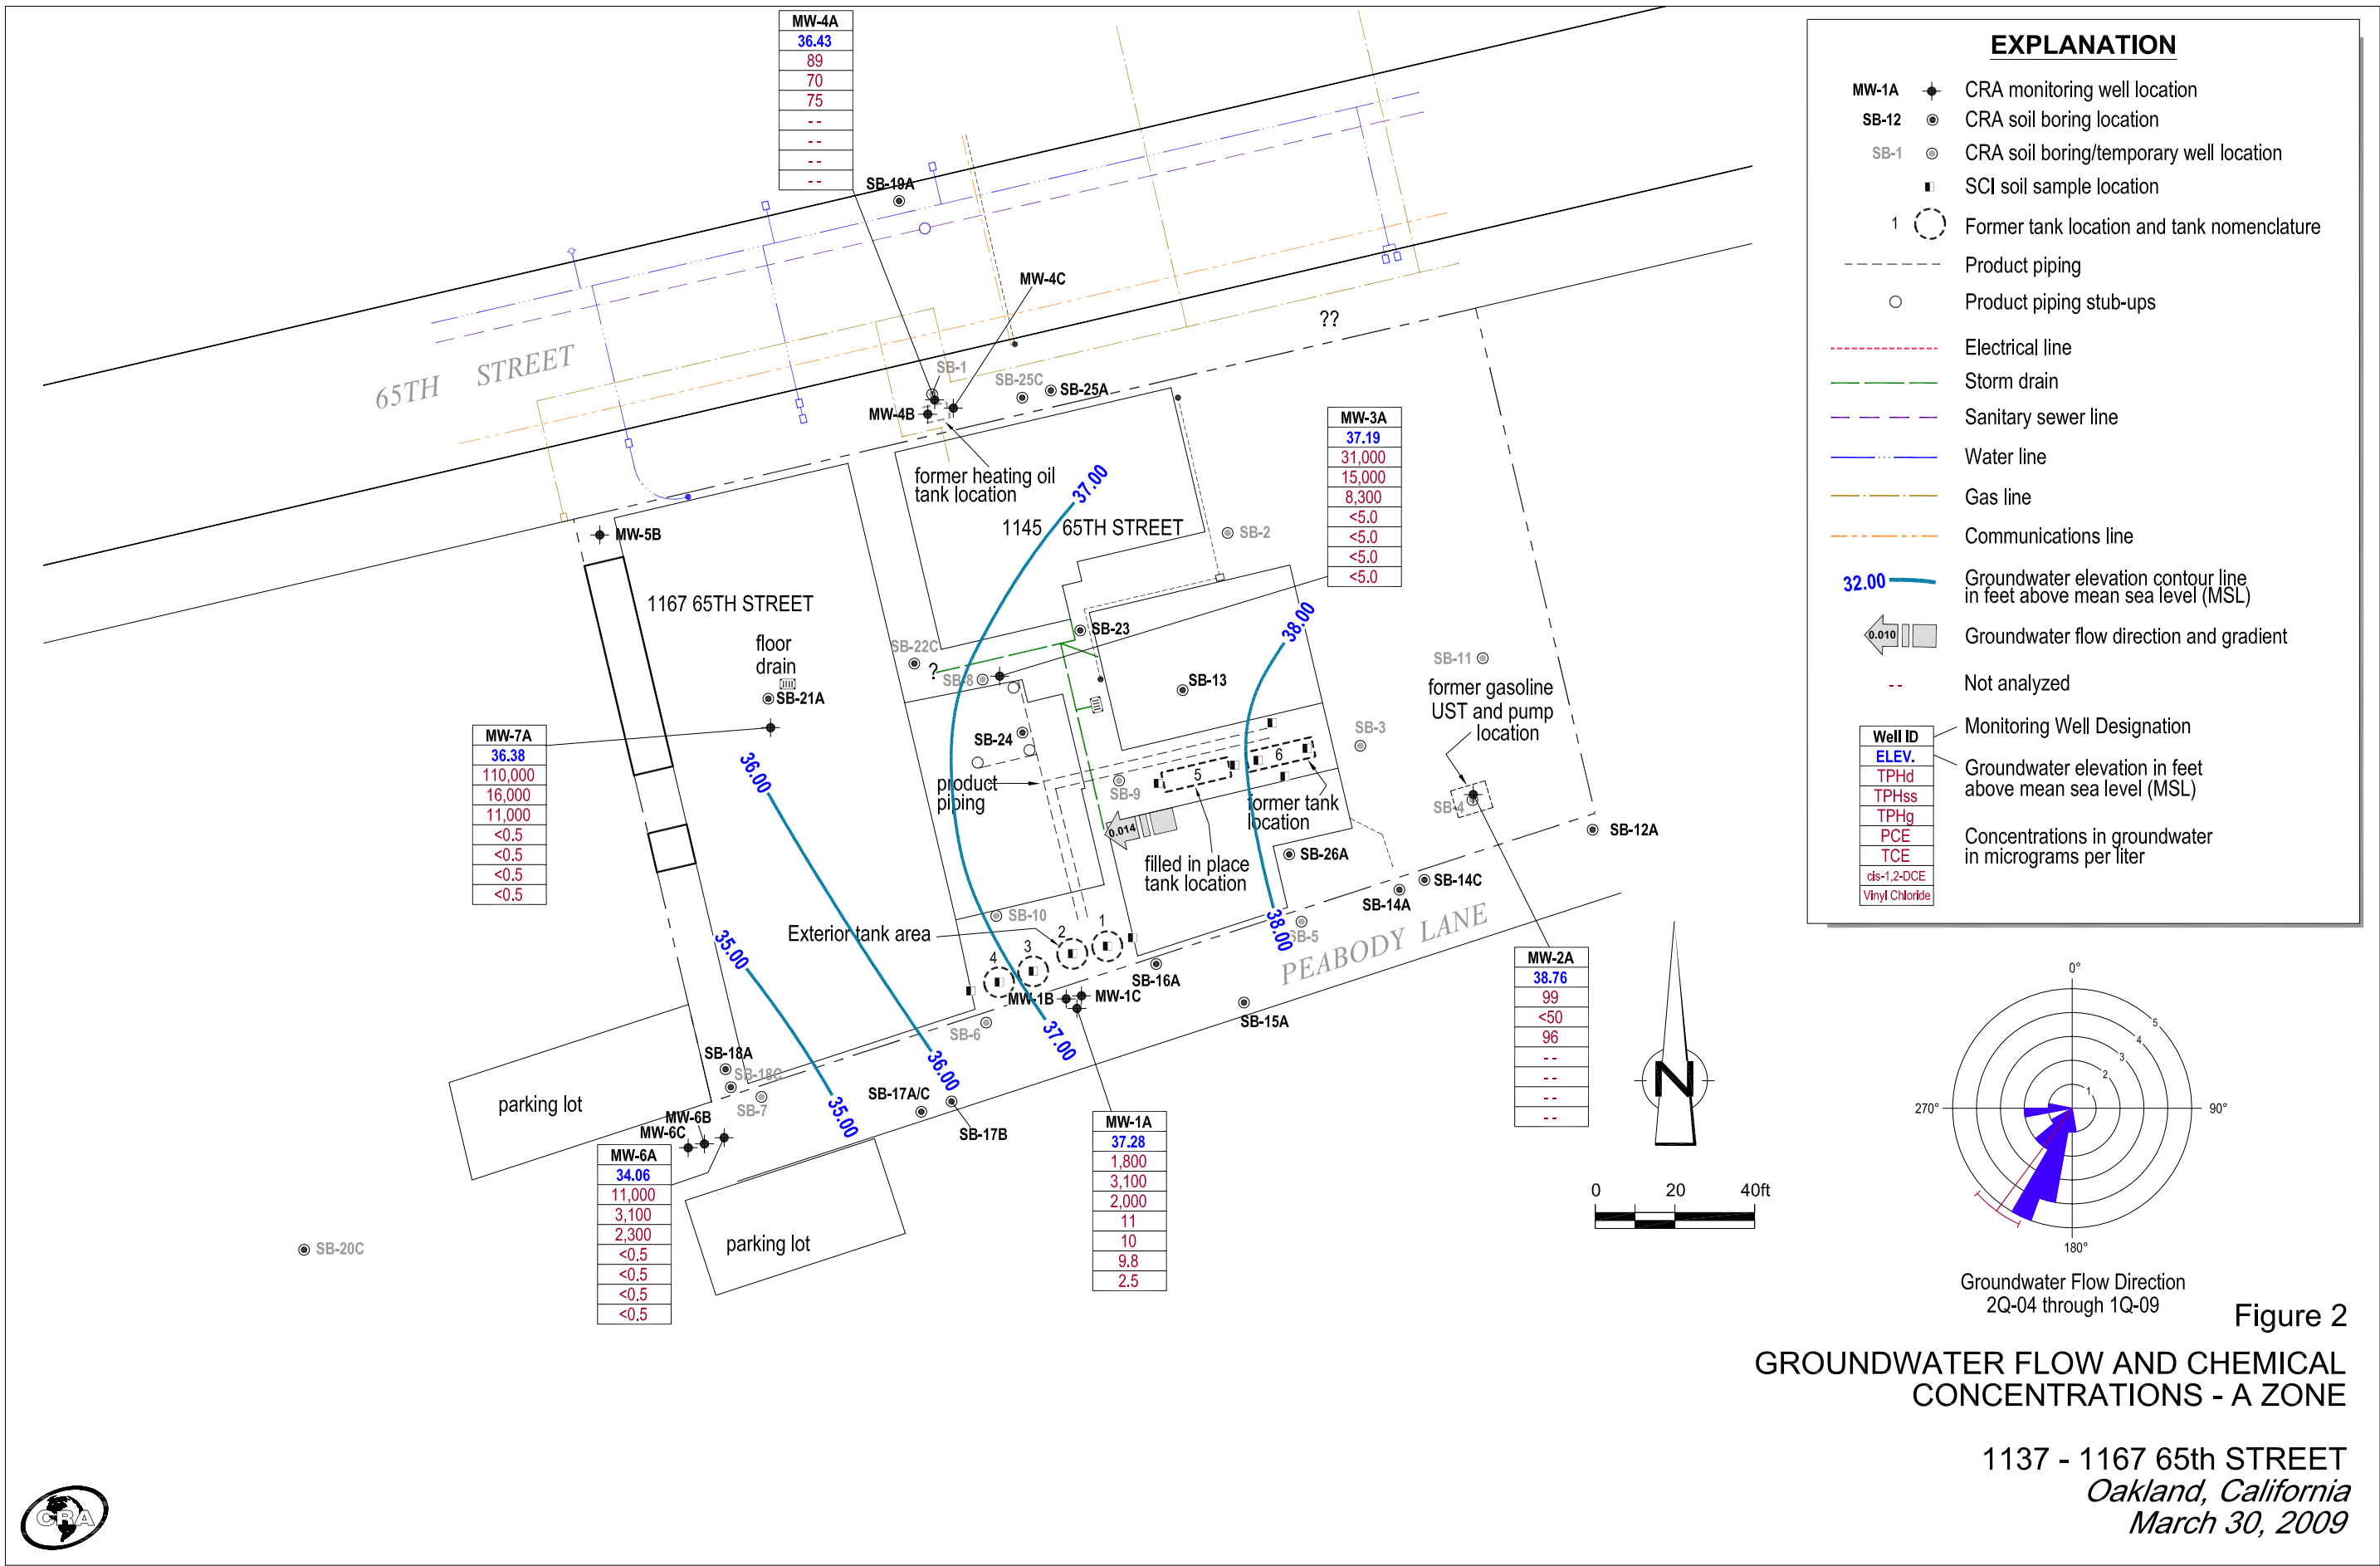 MW-4A
36.43
89
70
75
--
--
--
--
SB-19A
MW-4C
65TH STREET
??
SB-1
SB-25C
SB-25A
MW-4B
former heating oil
tank location
37.00
1145 65TH STREET
SB-2
MW-3A
37.19
31,000
15,000
8,300
<5.0
<5.0
<5.0
<5.0
MW-5B
1167 65TH STREET
floor
drain
SB-21A
SB-22C
?
SB-8
SB-23
38.00
SB-13
SB-11
former gasoline
UST and pump
location
SB-3
SB-24
product
piping
SB-9
5
6
former tank
location
SB-4
0.014
filled in place
tank location
SB-26A
SB-12A
SB-14C
SB-14A
MW-7A
36.38
110,000
16,000
11,000
<0.5
<0.5
<0.5
<0.5
36.00
35.00
Exterior tank area
SB-10
1
2
3
4
38.00
SB-5
PEABODY LANE
MW-1B
MW-1C
SB-16A
SB-15A
SB-6
37.00
36.00
SB-18A
SB-18C
SB-7
35.00
SB-17A/C
SB-17B
parking lot
MW-6B
MW-6C
MW-6A
34.06
11,000
3,100
2,300
<0.5
<0.5
<0.5
<0.5
parking lot
SB-20C
MW-1A
37.28
1,800
3,100
2,000
11
10
9.8
2.5
MW-2A
38.76
99
<50
96
--
--
--
--
N
0 20 40ft
EXPLANATION
MW-1A CRA monitoring well location
SB-12 CRA soil boring location
SB-1 CRA soil boring/temporary well location
SCI soil sample location
1 Former tank location and tank nomenclature
Product piping
Product piping stub-ups
Electrical line
Storm drain
Sanitary sewer line
Water line
Gas line
Communications line
32.00 Groundwater elevation contour line
in feet above mean sea level (MSL)
0.010 Groundwater flow direction and gradient
-- Not analyzed
Monitoring Well Designation
Well ID
ELEV.
TPHd
TPHss
TPHg
PCE
TCE
cis-1,2-DCE
Vinyl Chloride
Groundwater elevation in feet
above mean sea level (MSL)
Concentrations in groundwater
in micrograms per liter
0°
5
4
3
2
1
270°
90°
180°
Groundwater Flow Direction
2Q-04 through 1Q-09
Figure 2
GROUNDWATER FLOW AND CHEMICAL
CONCENTRATIONS - A ZONE
1137 - 1167 65th STREET
Oakland, California
March 30, 2009
CRA